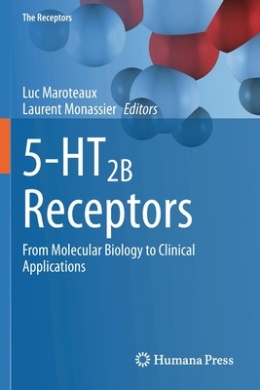 The Receptors
Luc Maroteaux
Laurent Monassier Editors
5-HT2B
Receptors
From Molecular Biology to Clinical
Applications
Humana Press